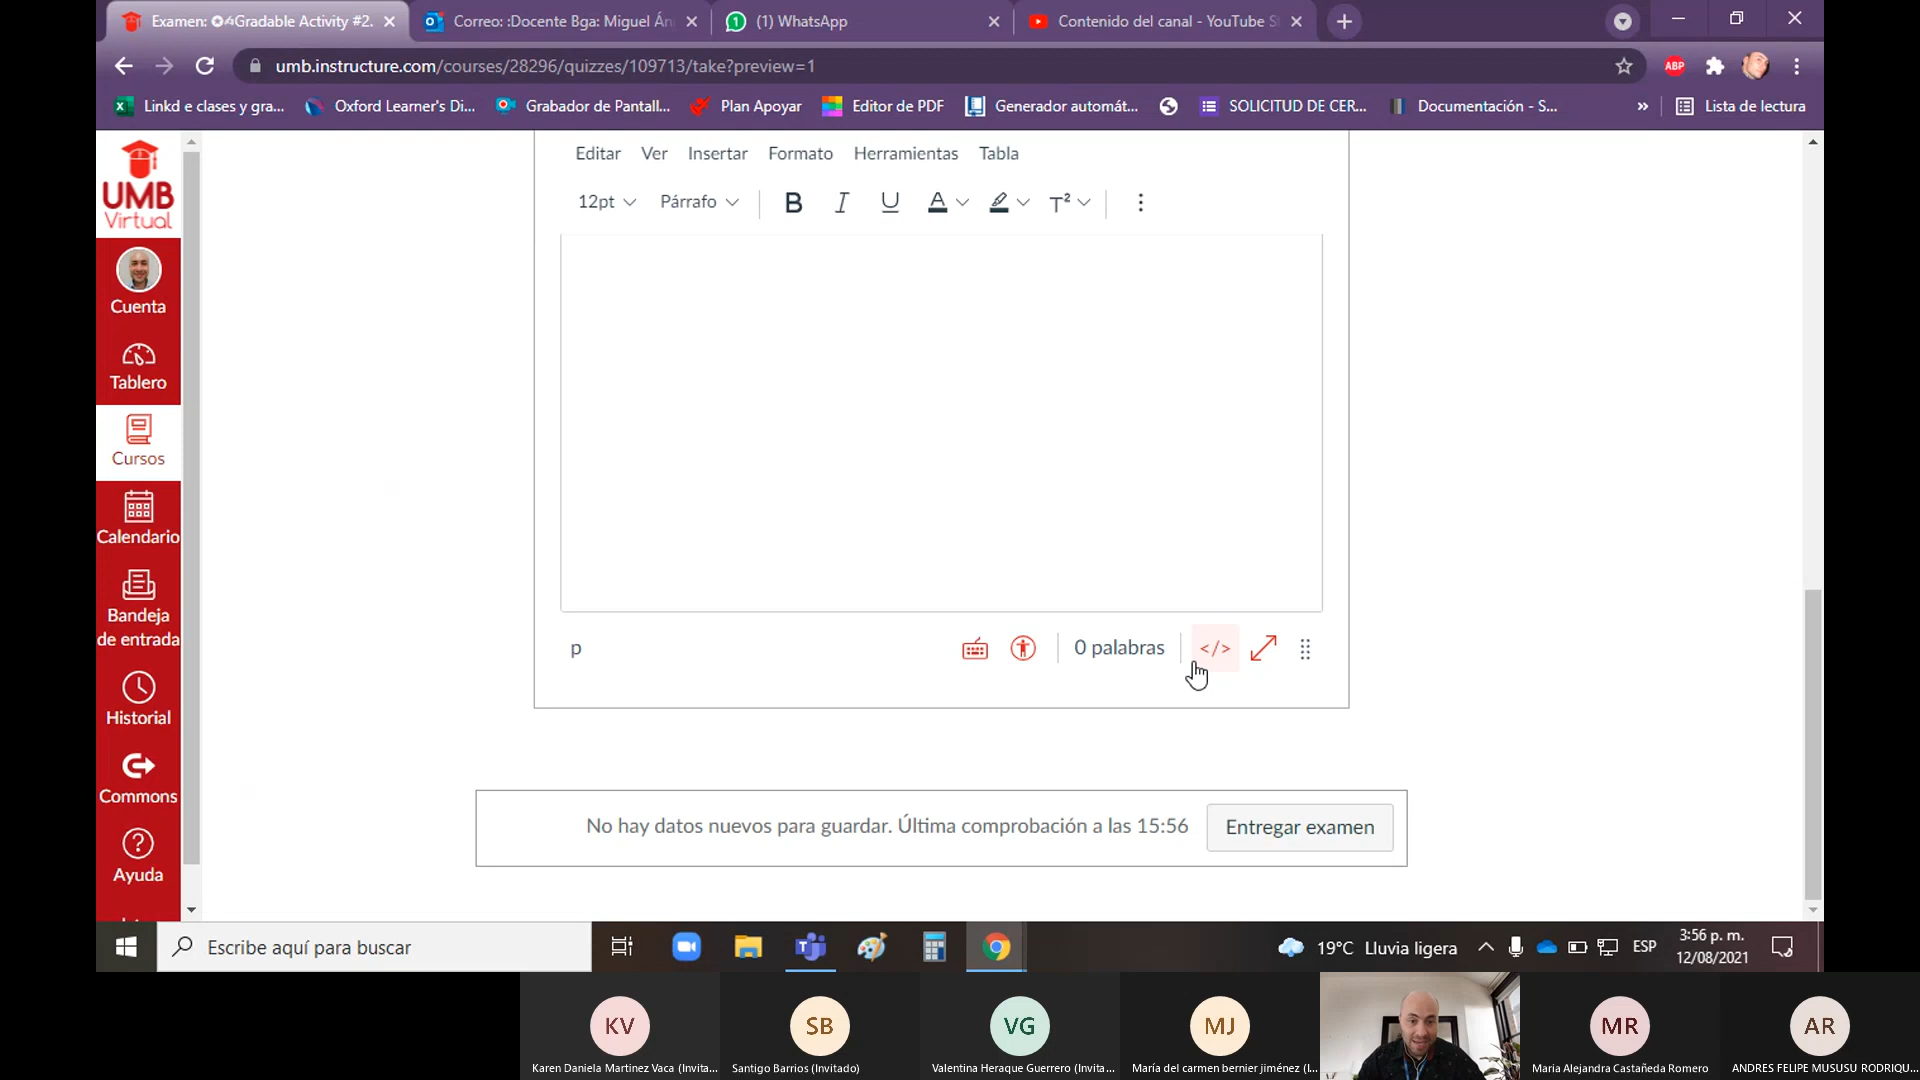 Examen: ✪✍Gradable Activity #2.
Correo: :Docente Bga: Miguel Án
(1) WhatsApp
Contenido del canal - YouTube S
umb.instructure.com/courses/28296/quizzes/109713/take?preview=1
ABP
Linkd e clases y gra...
Oxford Learner's Di...
Grabador de Pantall...
Plan Apoyar
Editor de PDF
Generador automát...
SOLICITUD DE CER...
Documentación - S...
»
Lista de lectura
UMB
Virtual
Cuenta
Tablero
Cursos
Calendario
Bandeja
de entrada
Historial
Commons
Ayuda
Editar Ver Insertar Formato Herramientas Tabla
12pt Párrafo B I U A T²
p
0 palabras
</>
No hay datos nuevos para guardar. Última comprobación a las 15:56
Entregar examen
Escribe aquí para buscar
19°C Lluvia ligera
ESP
3:56 p. m.
12/08/2021
KV
Karen Daniela Martinez Vaca (Invita...
SB
Santigo Barrios (Invitado)
VG
Valentina Heraque Guerrero (Invita...
MJ
María del carmen bernier jiménez (I...
MR
Maria Alejandra Castañeda Romero
AR
ANDRES FELIPE MUSUSU RODRIQU...